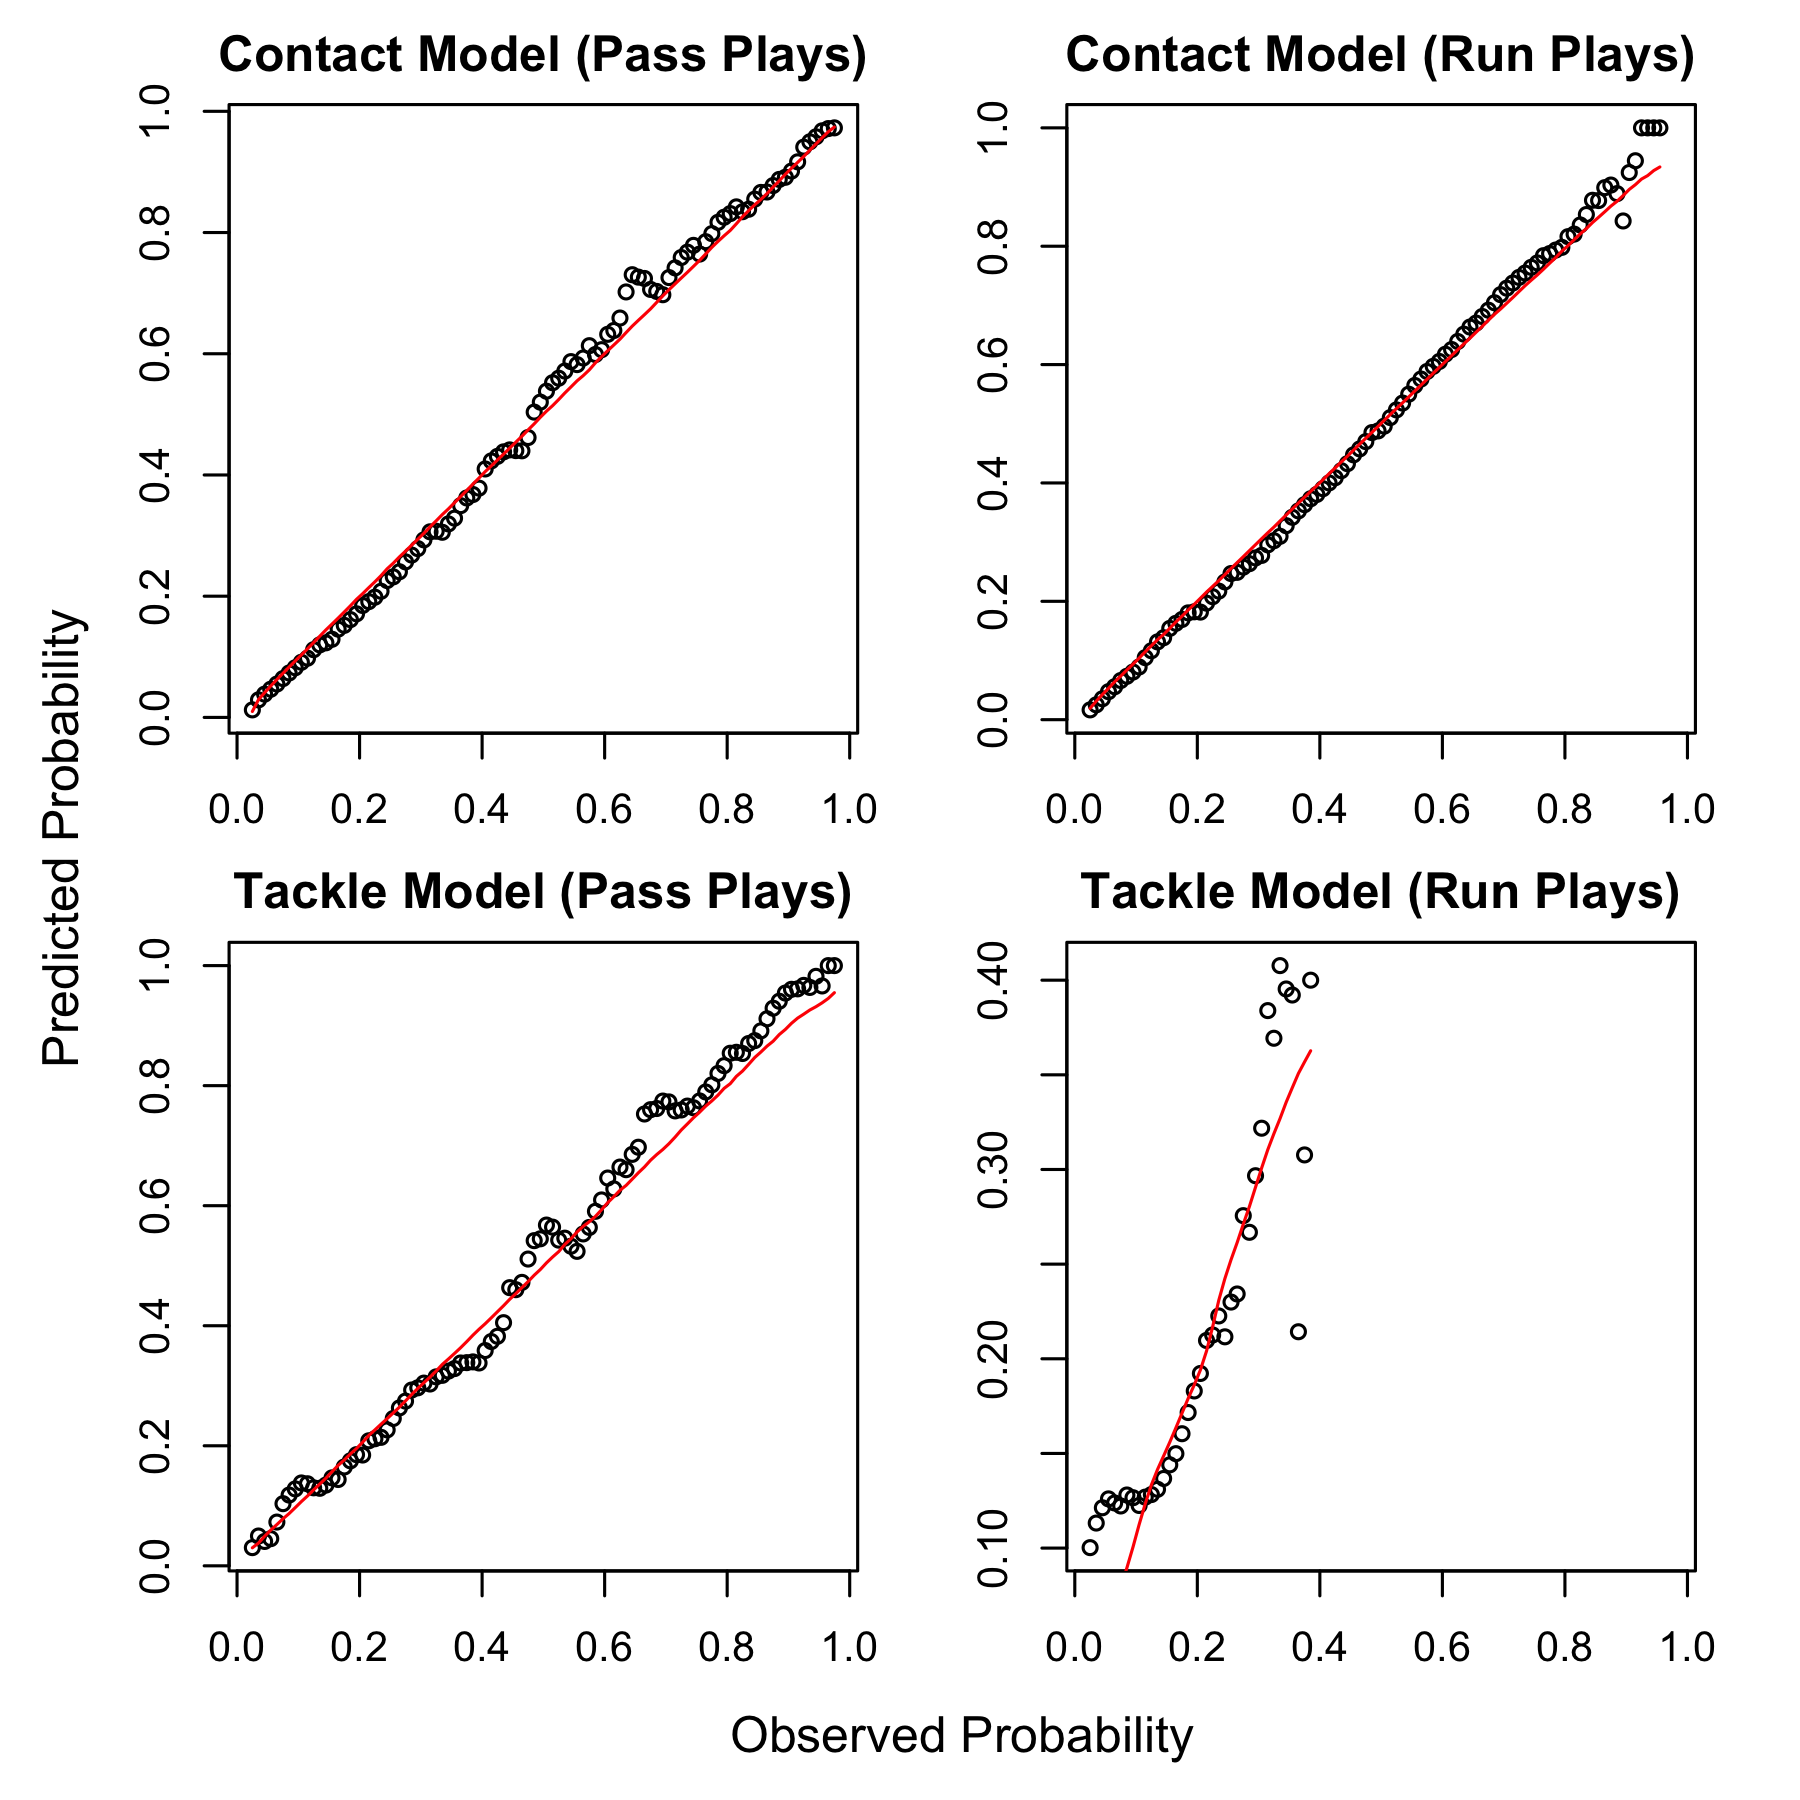 Contact Model (Pass Plays)
Contact Model (Run Plays)
1.0
0.8
0.6
0.4
0.2
0.0
0.0 0.2 0.4 0.6 0.8 1.0
1.0
0.8
0.6
0.4
0.2
0.0
0.0 0.2 0.4 0.6 0.8 1.0
Predicted Probability
Tackle Model (Pass Plays)
Tackle Model (Run Plays)
1.0
0.8
0.6
0.4
0.2
0.0
0.0 0.2 0.4 0.6 0.8 1.0
0.40
0.30
0.20
0.10
0.0 0.2 0.4 0.6 0.8 1.0
Observed Probability